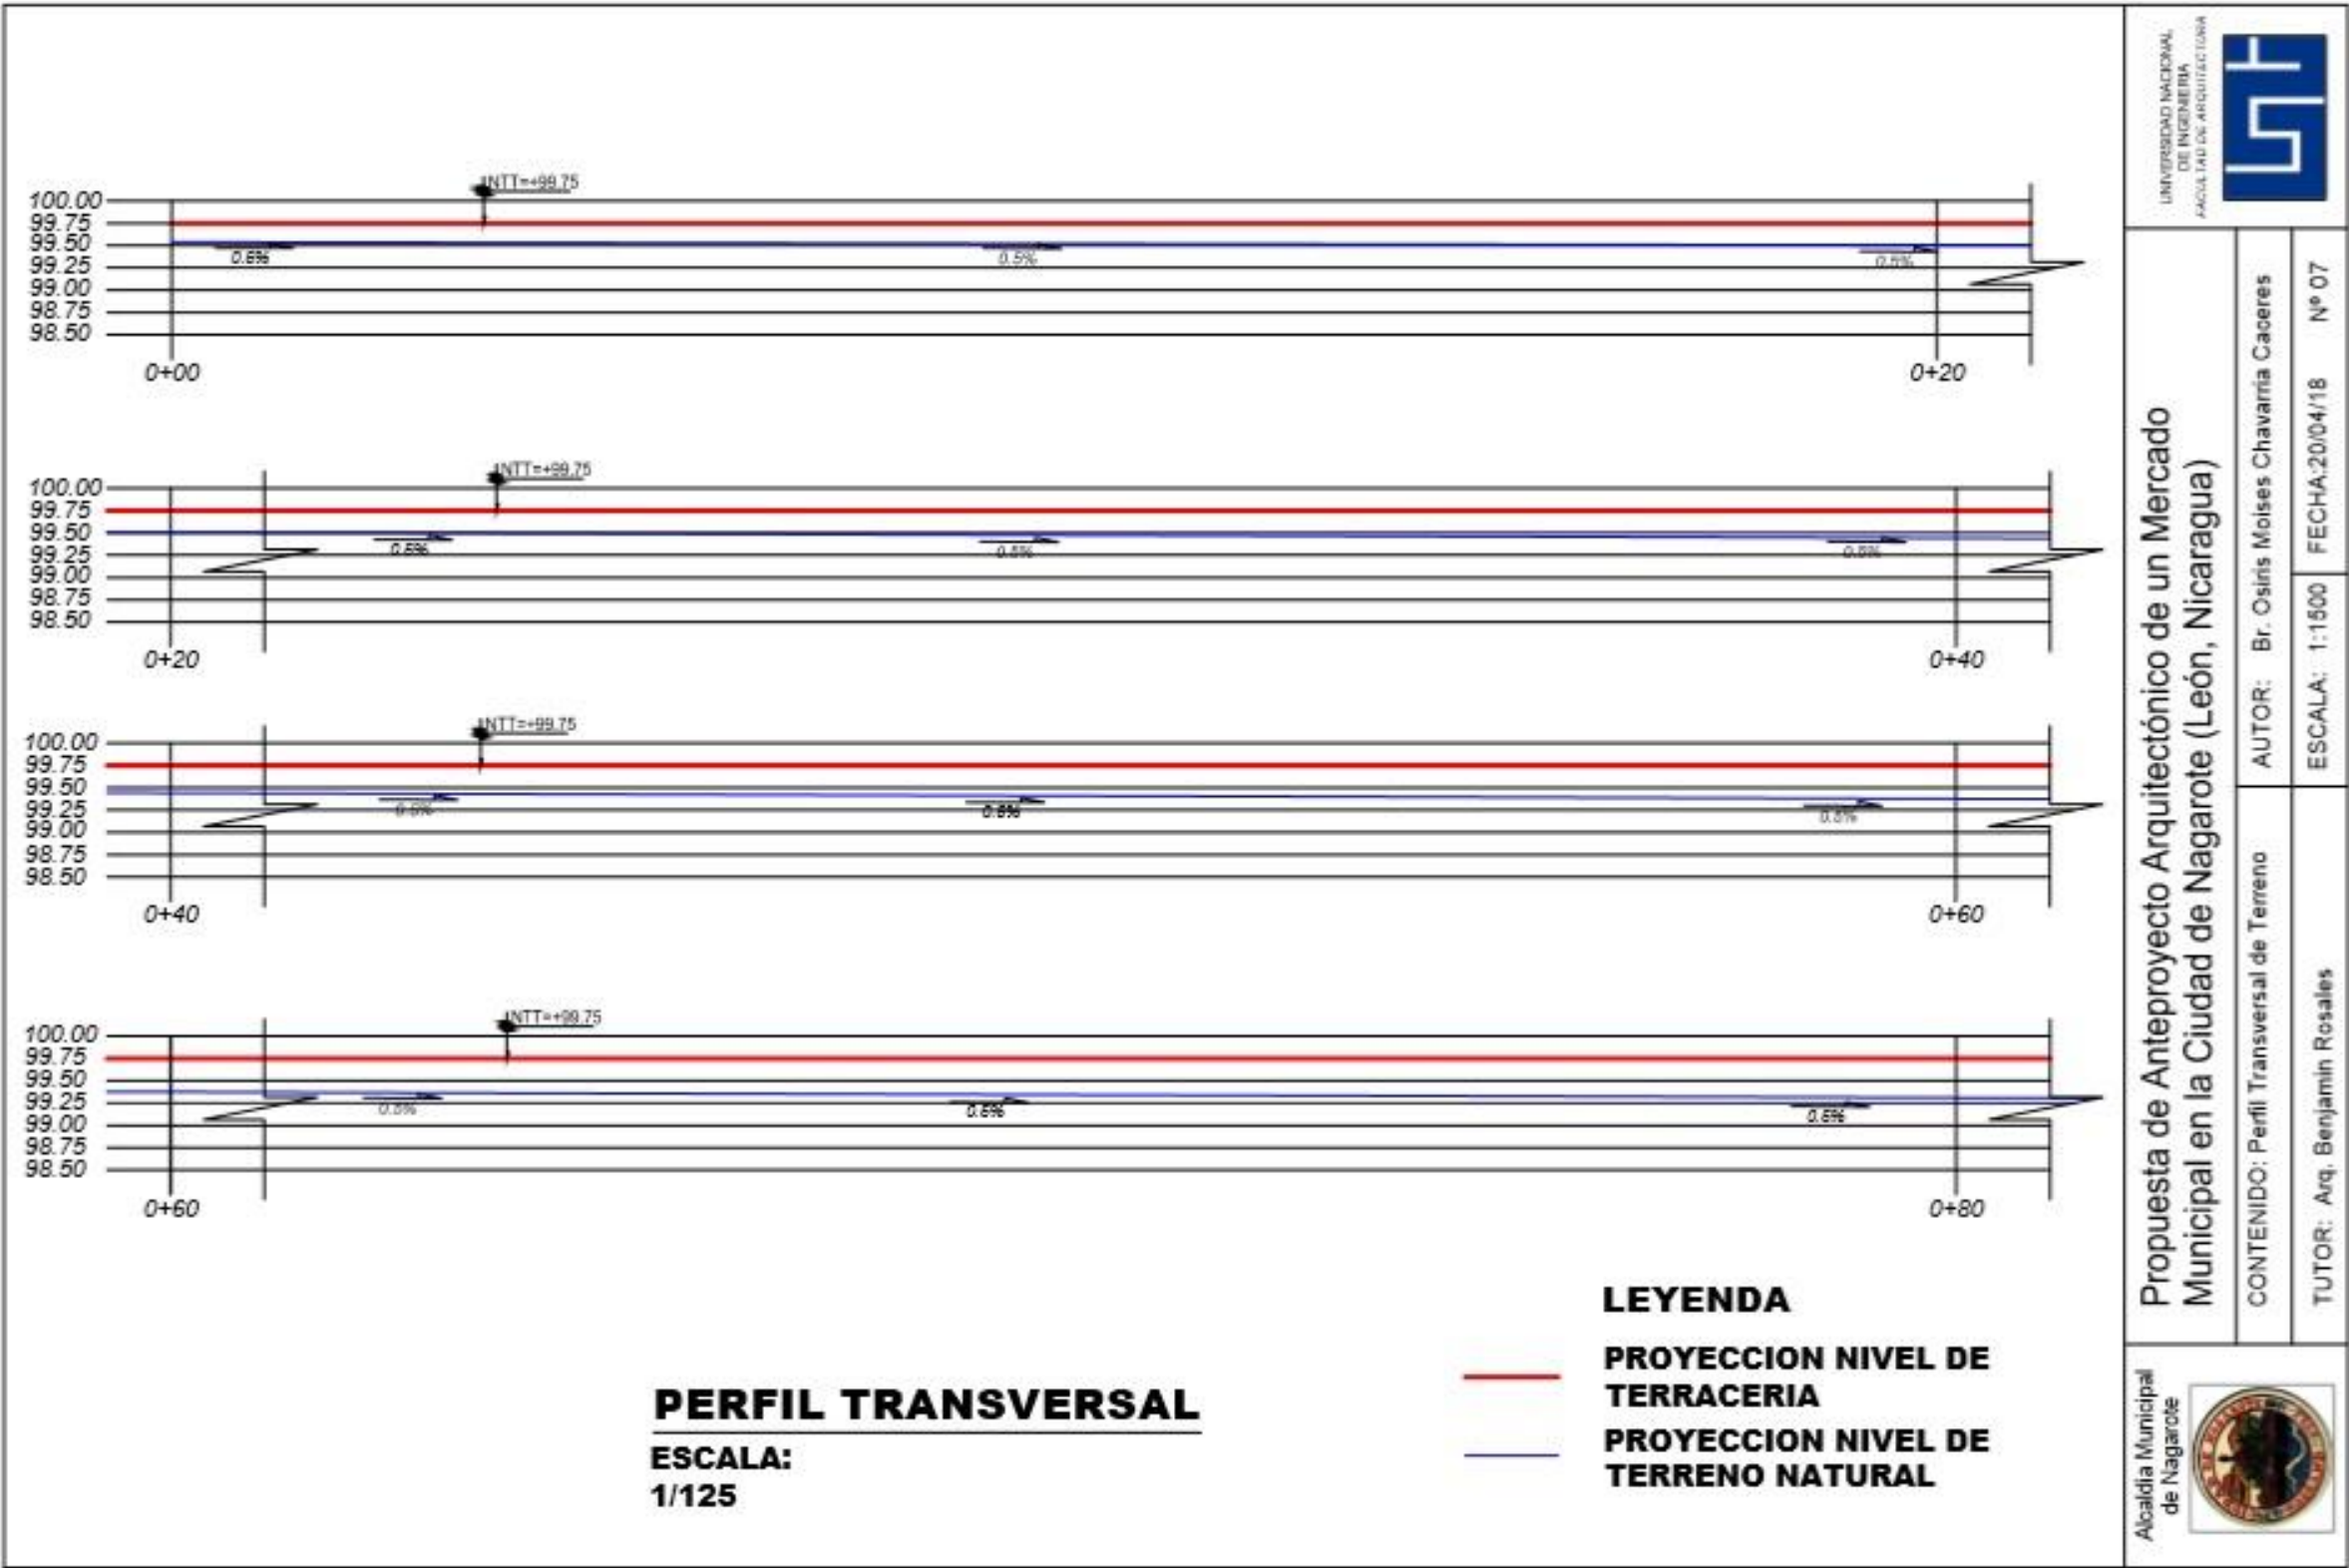 NTT=+99.75
100.00
99.75
99.50
99.25
99.00
98.75
98.50
0.5%
0.5%
0.5%
0+00
0+20
NTT=+99.75
100.00
99.75
99.50
99.25
99.00
98.75
98.50
0.5%
0.5%
0.5%
0+20
0+40
NTT=+99.75
100.00
99.75
99.50
99.25
99.00
98.75
98.50
0.5%
0.5%
0.5%
0+40
0+60
NTT=+99.75
100.00
99.75
99.50
99.25
99.00
98.75
98.50
0.5%
0.5%
0.5%
0+60
0+80
PERFIL TRANSVERSAL
ESCALA:
1/125
LEYENDA
PROYECCION NIVEL DE
TERRACERIA
PROYECCION NIVEL DE
TERRENO NATURAL
UNIVERSIDAD NACIONAL
DE INGENIERIA
FACULTAD DE ARQUITECTURA
Propuesta de Anteproyecto Arquitectónico de un Mercado
Municipal en la Ciudad de Nagarote (León, Nicaragua)
CONTENIDO: Perfil Transversal de Terreno
AUTOR: Br. Osiris Moises Chavarria Caceres
TUTOR: Arq. Benjamin Rosales
ESCALA: 1:1500
FECHA:20/04/18
Nº 07
Alcaldia Municipal
de Nagarote